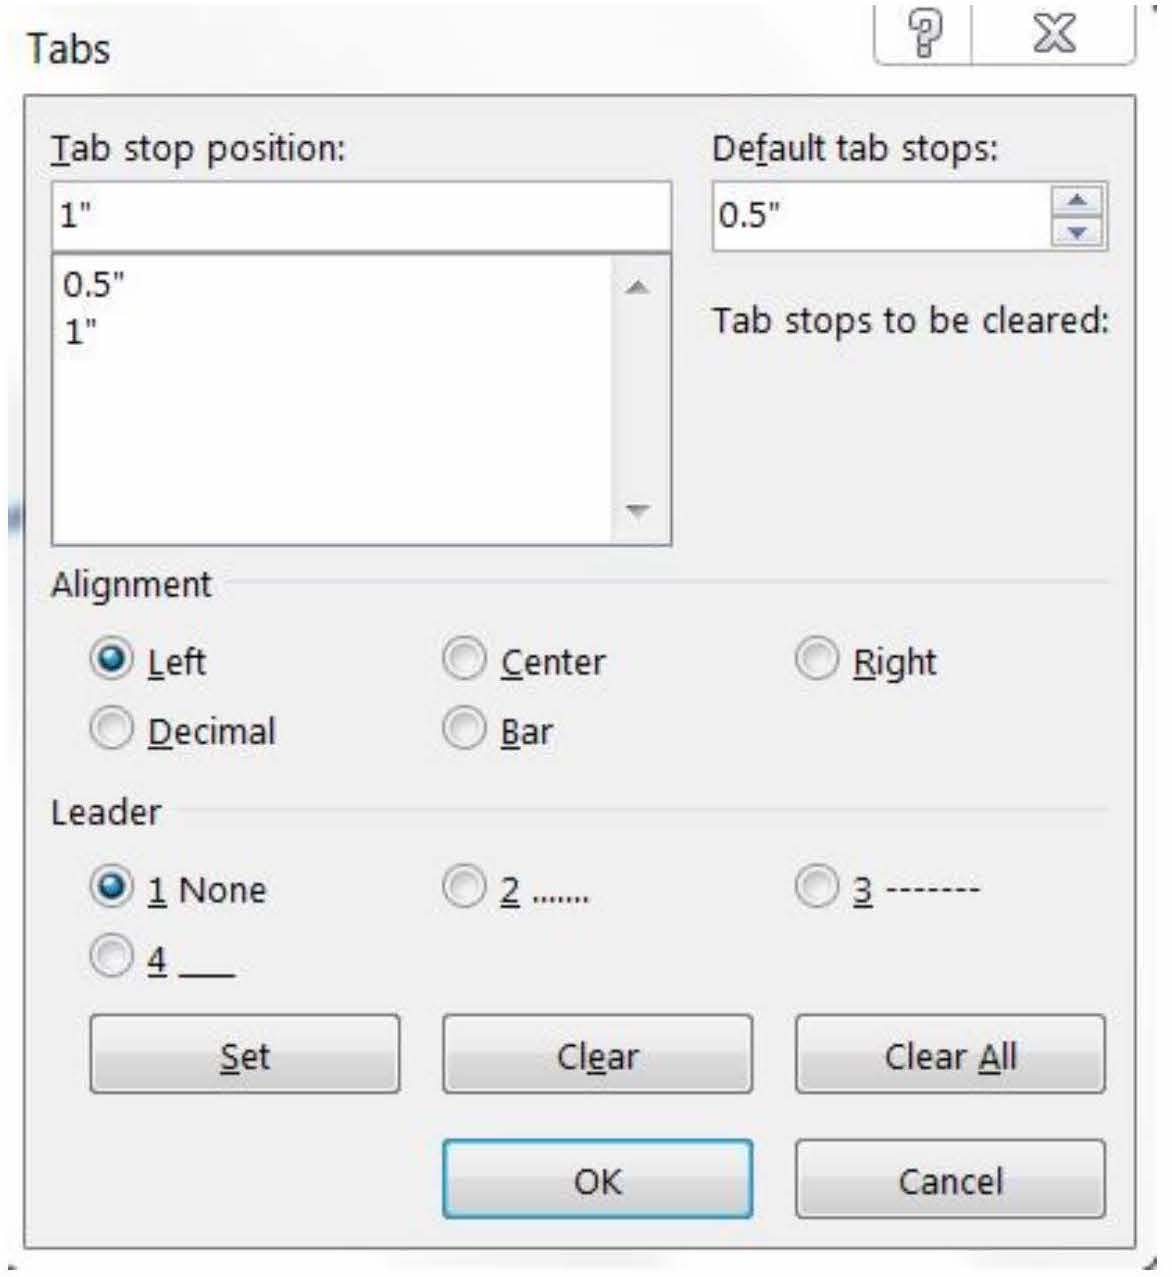 Tabs
Tab stop position:
Default tab stops:
1"
0.5"
0.5"
1"
Tab stops to be cleared:
Alignment
Left
Center
Right
Decimal
Bar
Leader
1 None
2 .......
3 -------
4 ___
Set
Clear
Clear All
OK
Cancel